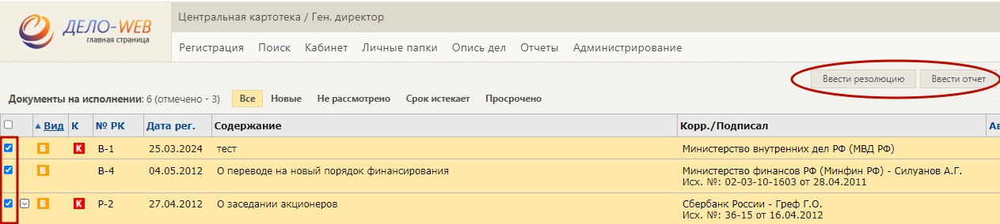 Центральная картотека / Ген. директор
ДЕЛО-WEB
главная страница
Регистрация Поиск Кабинет Личные папки Опись дел Отчеты Администрирование
Ввести резолюцию Ввести отчет
Документы на исполнении: 6 (отмечено - 3) Все Новые Не рассмотрено Срок истекает Просрочено
Вид К № РК Дата рег. Содержание Корр./Подписал Ав
В К В-1 25.03.2024 тест Министерство внутренних дел РФ (МВД РФ)
В В-4 04.05.2012 О переводе на новый порядок финансирования Министерство финансов РФ (Минфин РФ) - Силуанов А.Г.
Исх. №: 02-03-10-1603 от 28.04.2011
В К Р-2 27.04.2012 О заседании акционеров Сбербанк России - Греф Г.О.
Исх. №: 36-15 от 16.04.2012